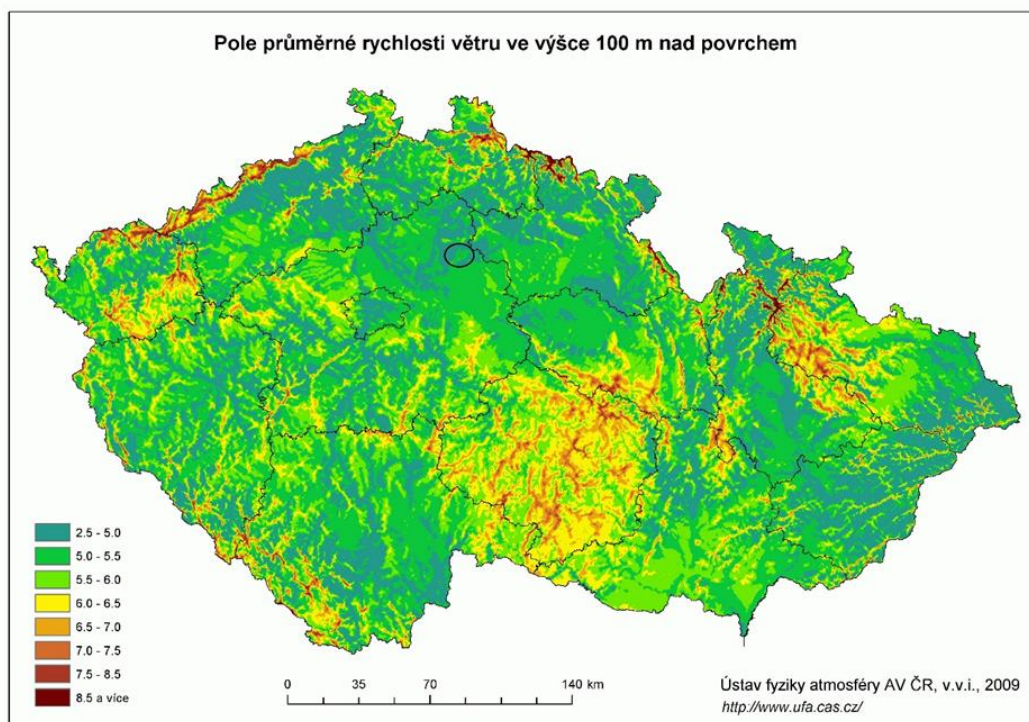 Pole průměrné rychlosti větru ve výšce 100 m nad povrchem
2.5 - 5.0
5.0 - 5.5
5.5 - 6.0
6.0 - 6.5
6.5 - 7.0
7.0 - 7.5
7.5 - 8.5
8.5 a více
0 35 70 140 km
Ústav fyziky atmosféry AV ČR, v.v.i., 2009
http://www.ufa.cas.cz/